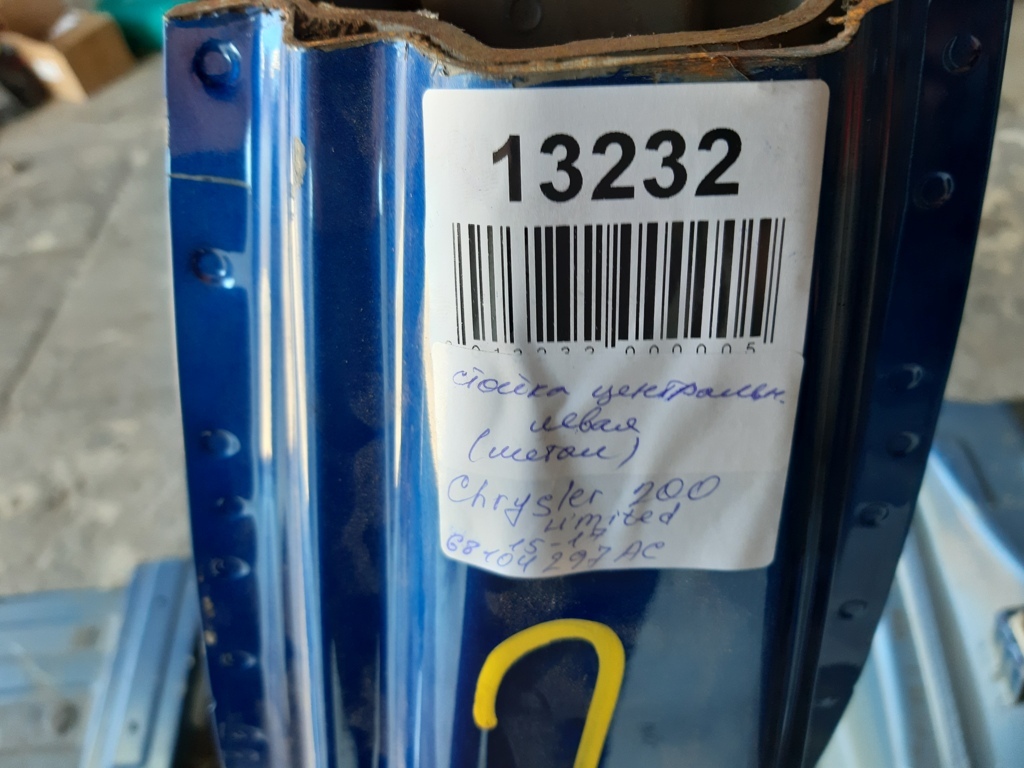 13232
стойка центральн.
левая
(метал)
Chrysler 200
Limited
15-17
68104297AC